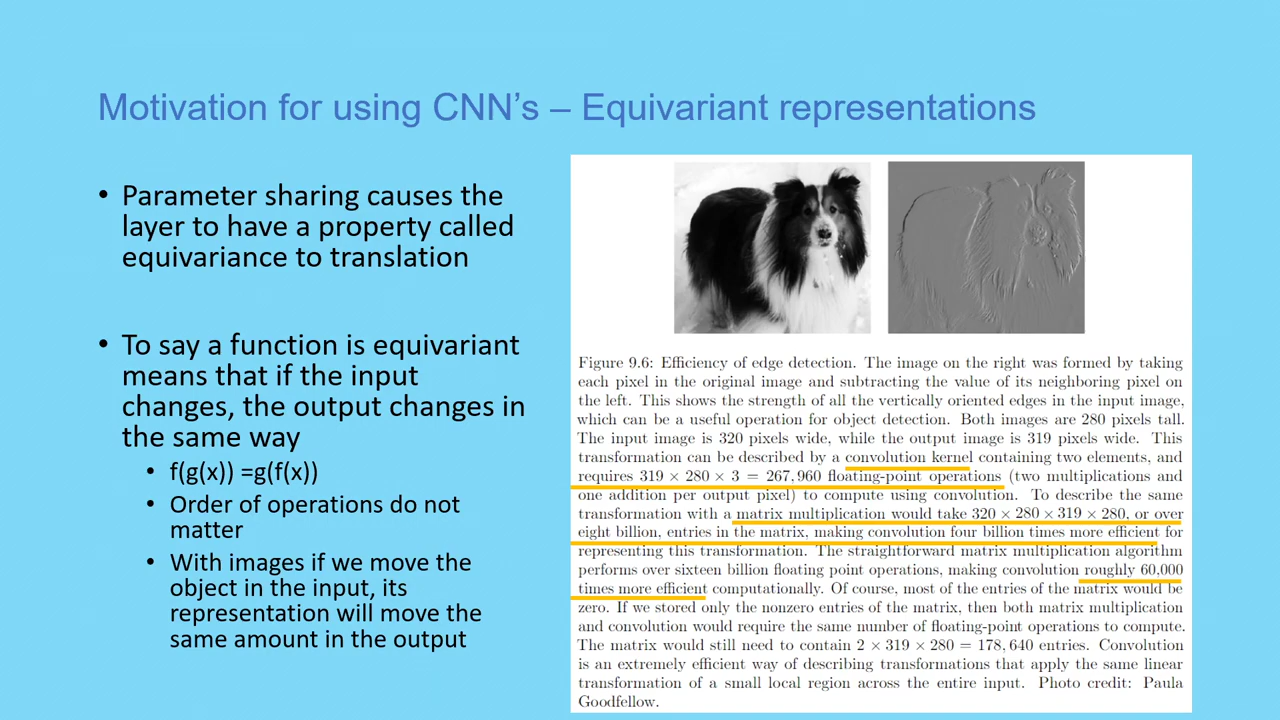 Motivation for using CNN's – Equivariant representations
• Parameter sharing causes the
layer to have a property called
equivariance to translation
• To say a function is equivariant
means that if the input
changes, the output changes in
the same way
• f(g(x)) =g(f(x))
• Order of operations do not
matter
• With images if we move the
object in the input, its
representation will move the
same amount in the output
Figure 9.6: Efficiency of edge detection. The image on the right was formed by taking
each pixel in the original image and subtracting the value of its neighboring pixel on
the left. This shows the strength of all the vertically oriented edges in the input image,
which can be a useful operation for object detection. Both images are 280 pixels tall.
The input image is 320 pixels wide, while the output image is 319 pixels wide. This
transformation can be described by a convolution kernel containing two elements, and
requires 319 × 280 × 3 = 267,960 floating-point operations (two multiplications and
one addition per output pixel) to compute using convolution. To describe the same
transformation with a matrix multiplication would take 320 × 280 × 319 × 280, or over
eight billion, entries in the matrix, making convolution four billion times more efficient for
representing this transformation. The straightforward matrix multiplication algorithm
performs over sixteen billion floating point operations, making convolution roughly 60,000
times more efficient computationally. Of course, most of the entries of the matrix would be
zero. If we stored only the nonzero entries of the matrix, then both matrix multiplication
and convolution would require the same number of floating-point operations to compute.
The matrix would still need to contain 2 × 319 × 280 = 178,640 entries. Convolution
is an extremely efficient way of describing transformations that apply the same linear
transformation of a small local region across the entire input. Photo credit: Paula
Goodfellow.